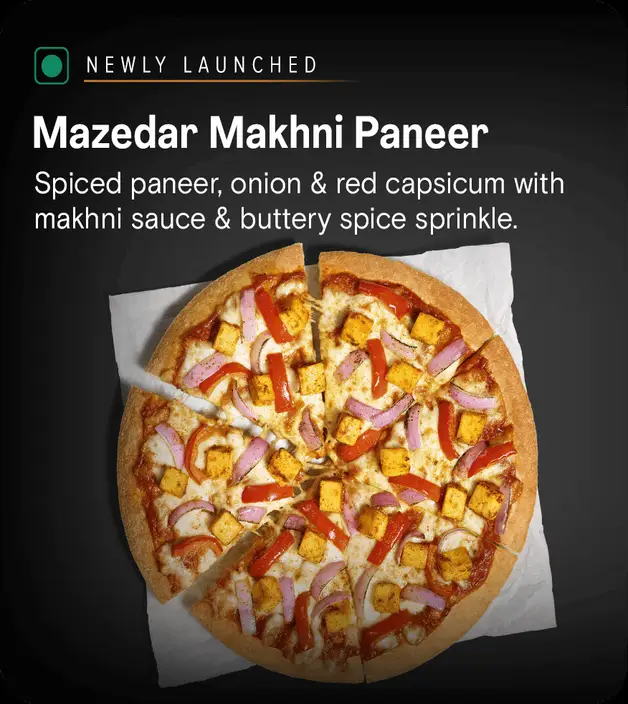 NEWLY LAUNCHED
Mazedar Makhni Paneer
Spiced paneer, onion & red capsicum with
makhni sauce & buttery spice sprinkle.